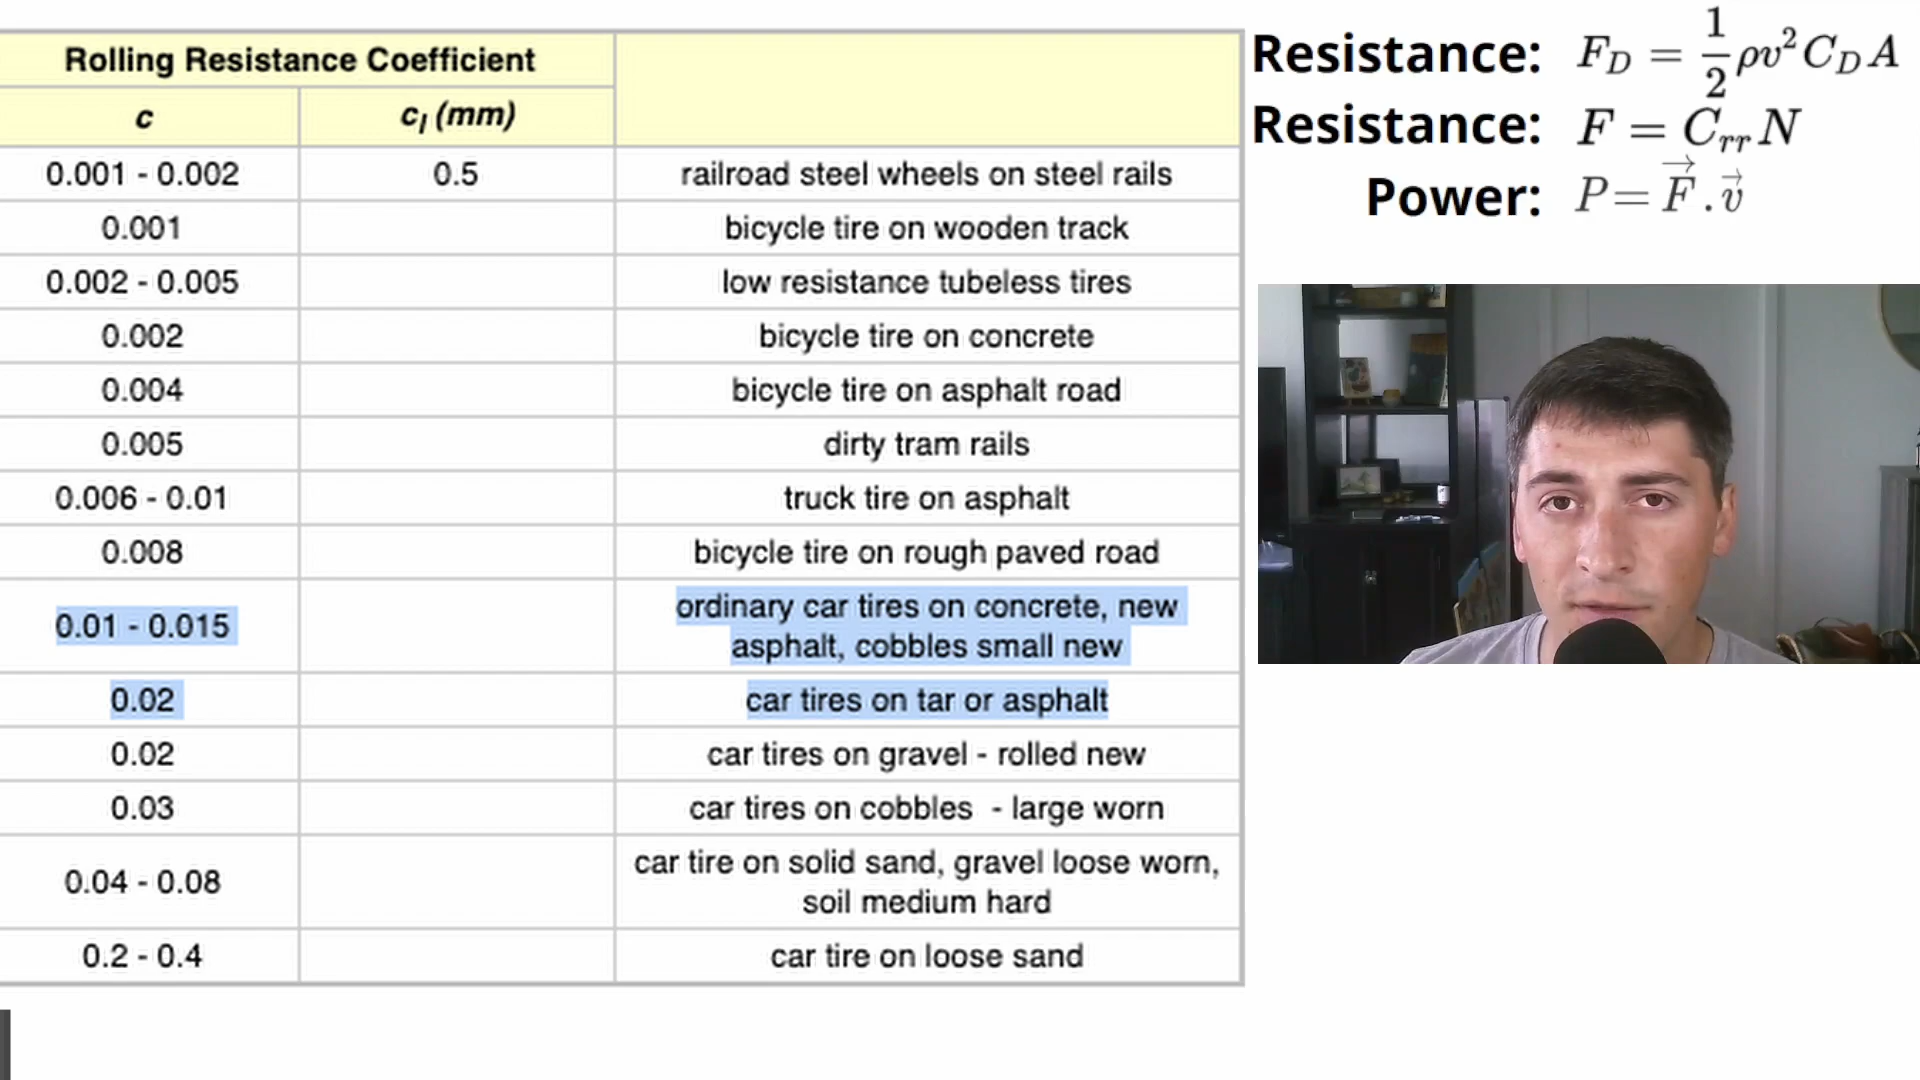 Rolling Resistance Coefficient
c
c_l (mm)
0.001 - 0.002 0.5 railroad steel wheels on steel rails
0.001 bicycle tire on wooden track
0.002 - 0.005 low resistance tubeless tires
0.002 bicycle tire on concrete
0.004 bicycle tire on asphalt road
0.005 dirty tram rails
0.006 - 0.01 truck tire on asphalt
0.008 bicycle tire on rough paved road
0.01 - 0.015 ordinary car tires on concrete, new
asphalt, cobbles small new
0.02 car tires on tar or asphalt
0.02 car tires on gravel - rolled new
0.03 car tires on cobbles - large worn
0.04 - 0.08 car tire on solid sand, gravel loose worn,
soil medium hard
0.2 - 0.4 car tire on loose sand
Resistance: F_D = 1/2 ρv² C_D A
Resistance: F = C_rr N
Power: P = F⃗ . v⃗